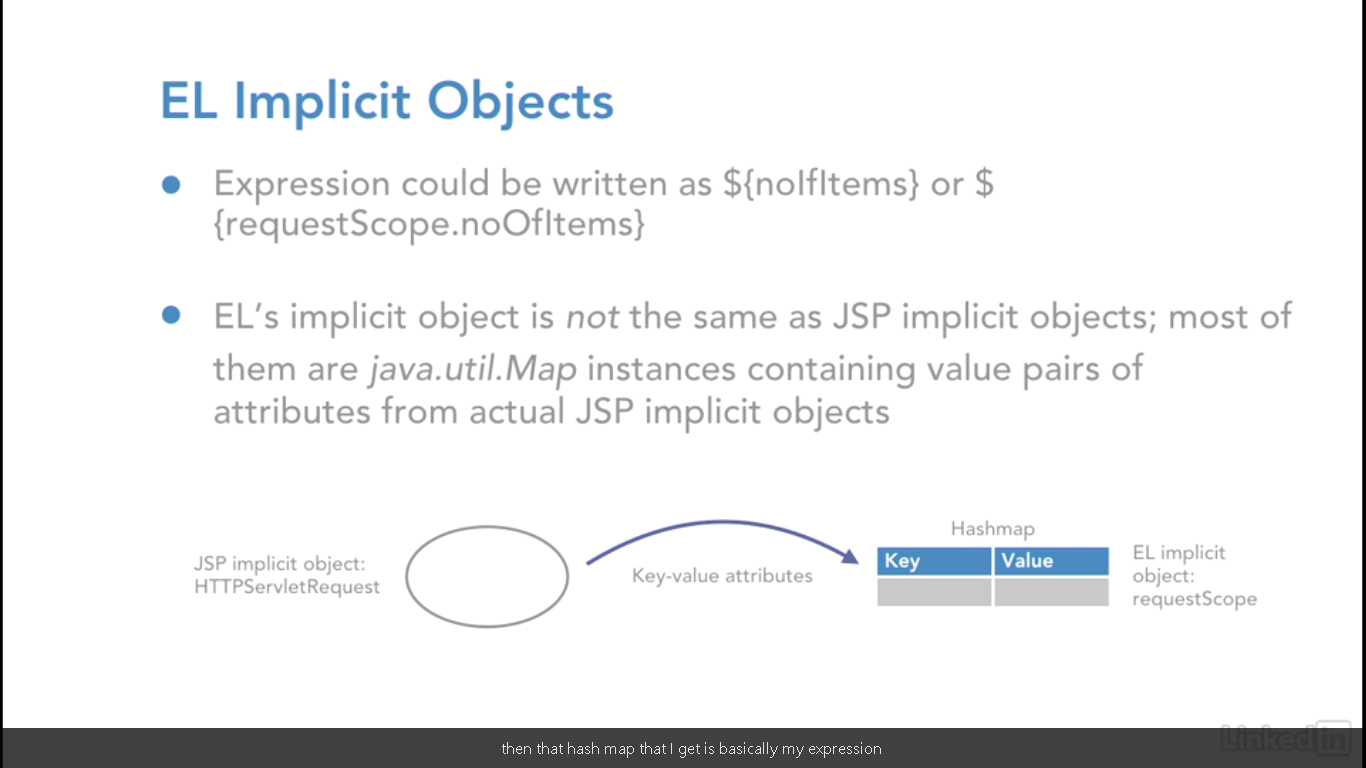 EL Implicit Objects
Expression could be written as ${noIfItems} or $
{requestScope.noOfItems}
EL’s implicit object is not the same as JSP implicit objects; most of
them are java.util.Map instances containing value pairs of
attributes from actual JSP implicit objects
JSP implicit object:
HTTPServletRequest
Key-value attributes
Hashmap
Key Value
EL implicit
object:
requestScope
LinkedIn
then that hash map that I get is basically my expression